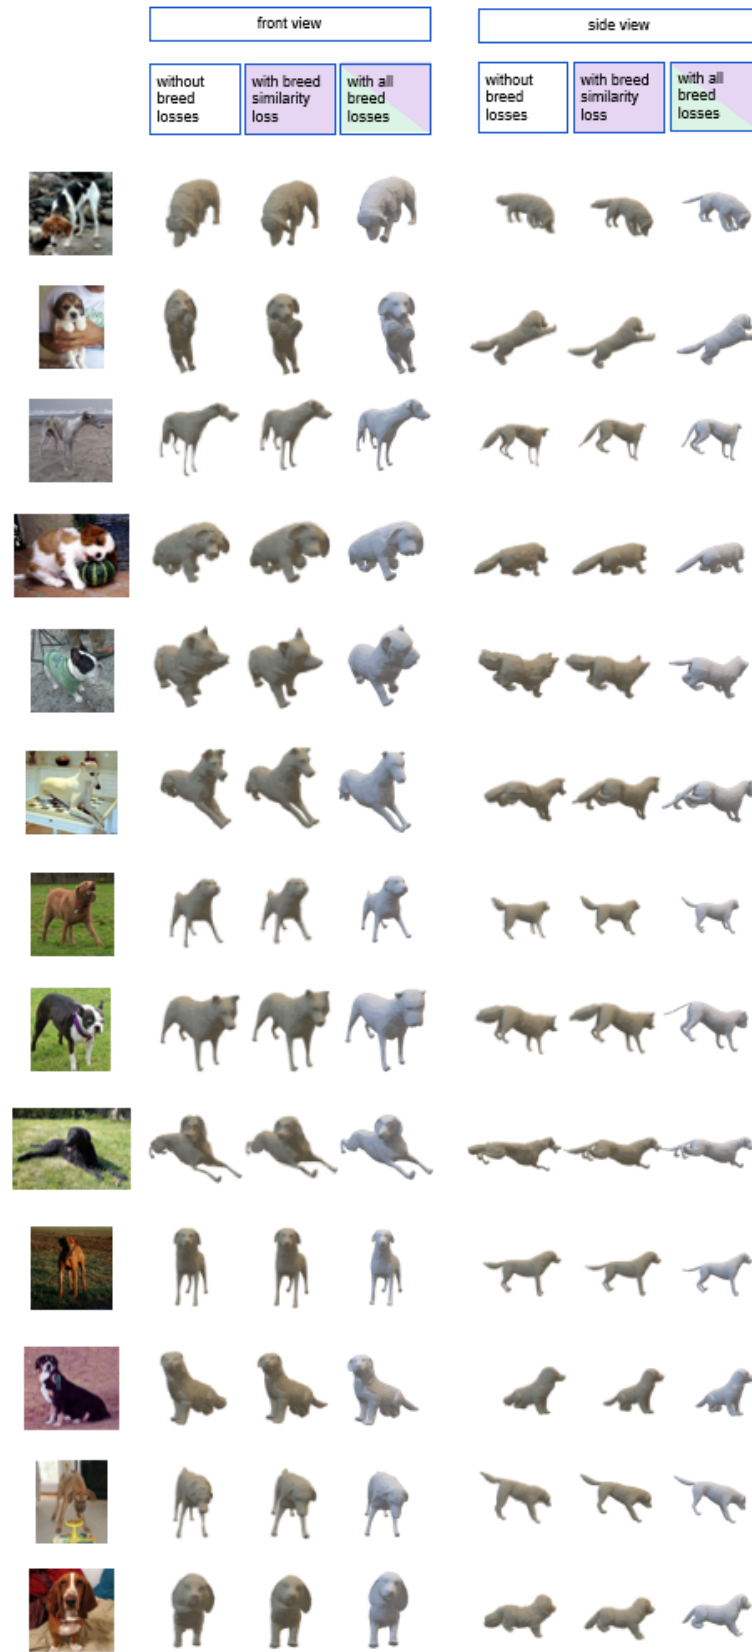 front view
side view
without
breed
losses
with breed
similarity
loss
with all
breed
losses
without
breed
losses
with breed
similarity
loss
with all
breed
losses